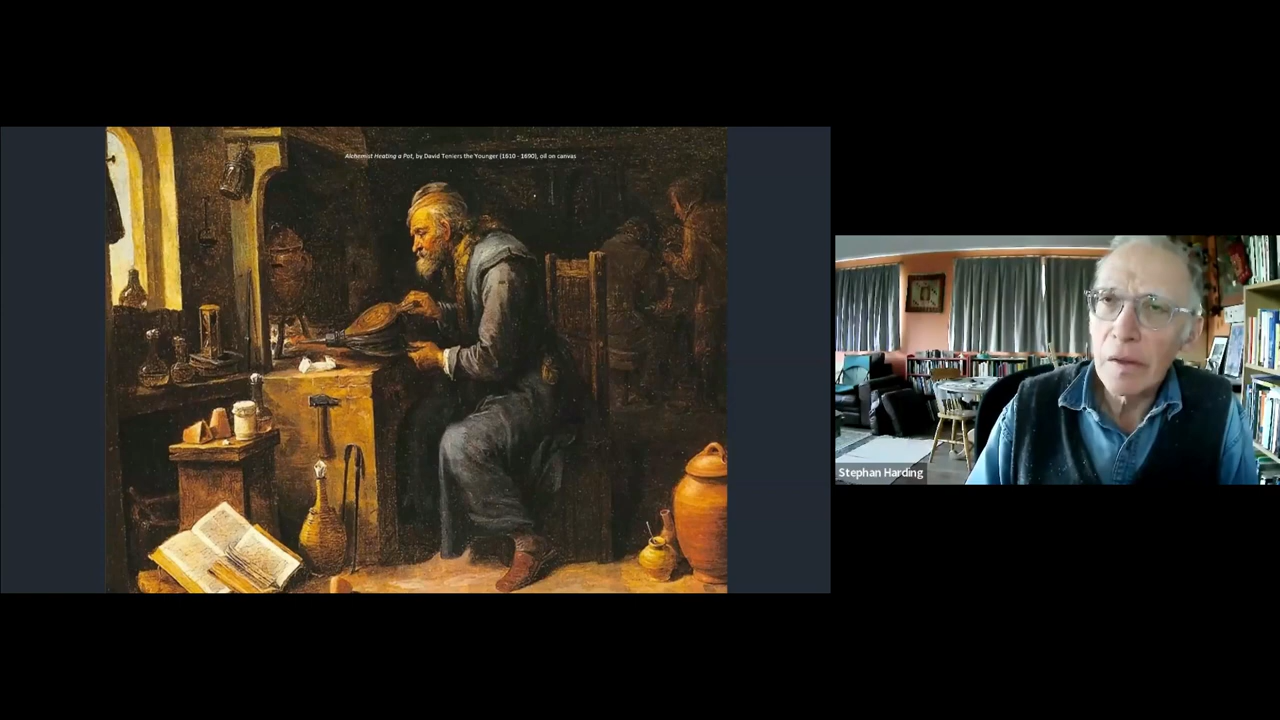 Alchemist Heating a Pot, by David Teniers the Younger (1610 - 1690), oil on canvas
Stephan Harding